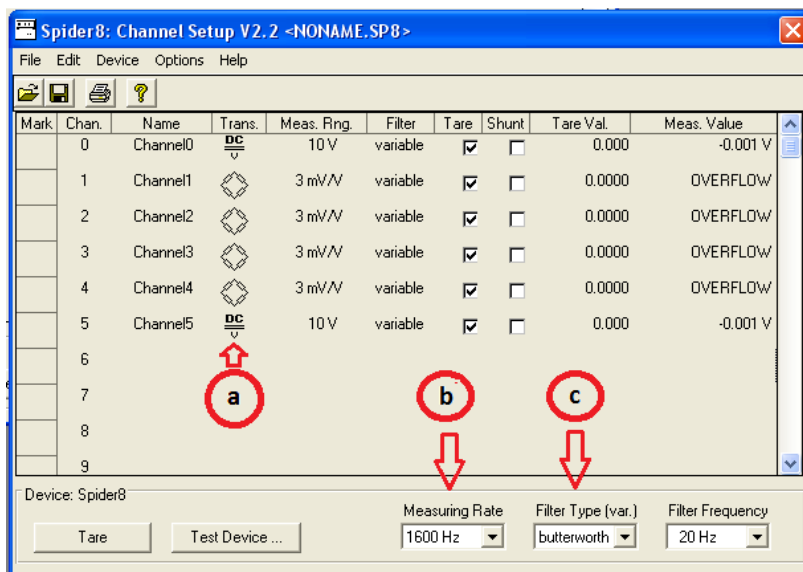 Spider8: Channel Setup V2.2 <NONAME.SP8>
File Edit Device Options Help
Mark Chan. Name Trans. Meas. Rng. Filter Tare Shunt Tare Val. Meas. Value
0 Channel0 DC V 10 V variable 0.000 -0.001 V
1 Channel1 3 mV/V variable 0.0000 OVERFLOW
2 Channel2 3 mV/V variable 0.0000 OVERFLOW
3 Channel3 3 mV/V variable 0.0000 OVERFLOW
4 Channel4 3 mV/V variable 0.0000 OVERFLOW
5 Channel5 DC V 10 V variable 0.000 -0.001 V
6
7
a b c
8
9
Device: Spider8
Measuring Rate Filter Type (var.) Filter Frequency
Tare Test Device ... 1600 Hz butterworth 20 Hz